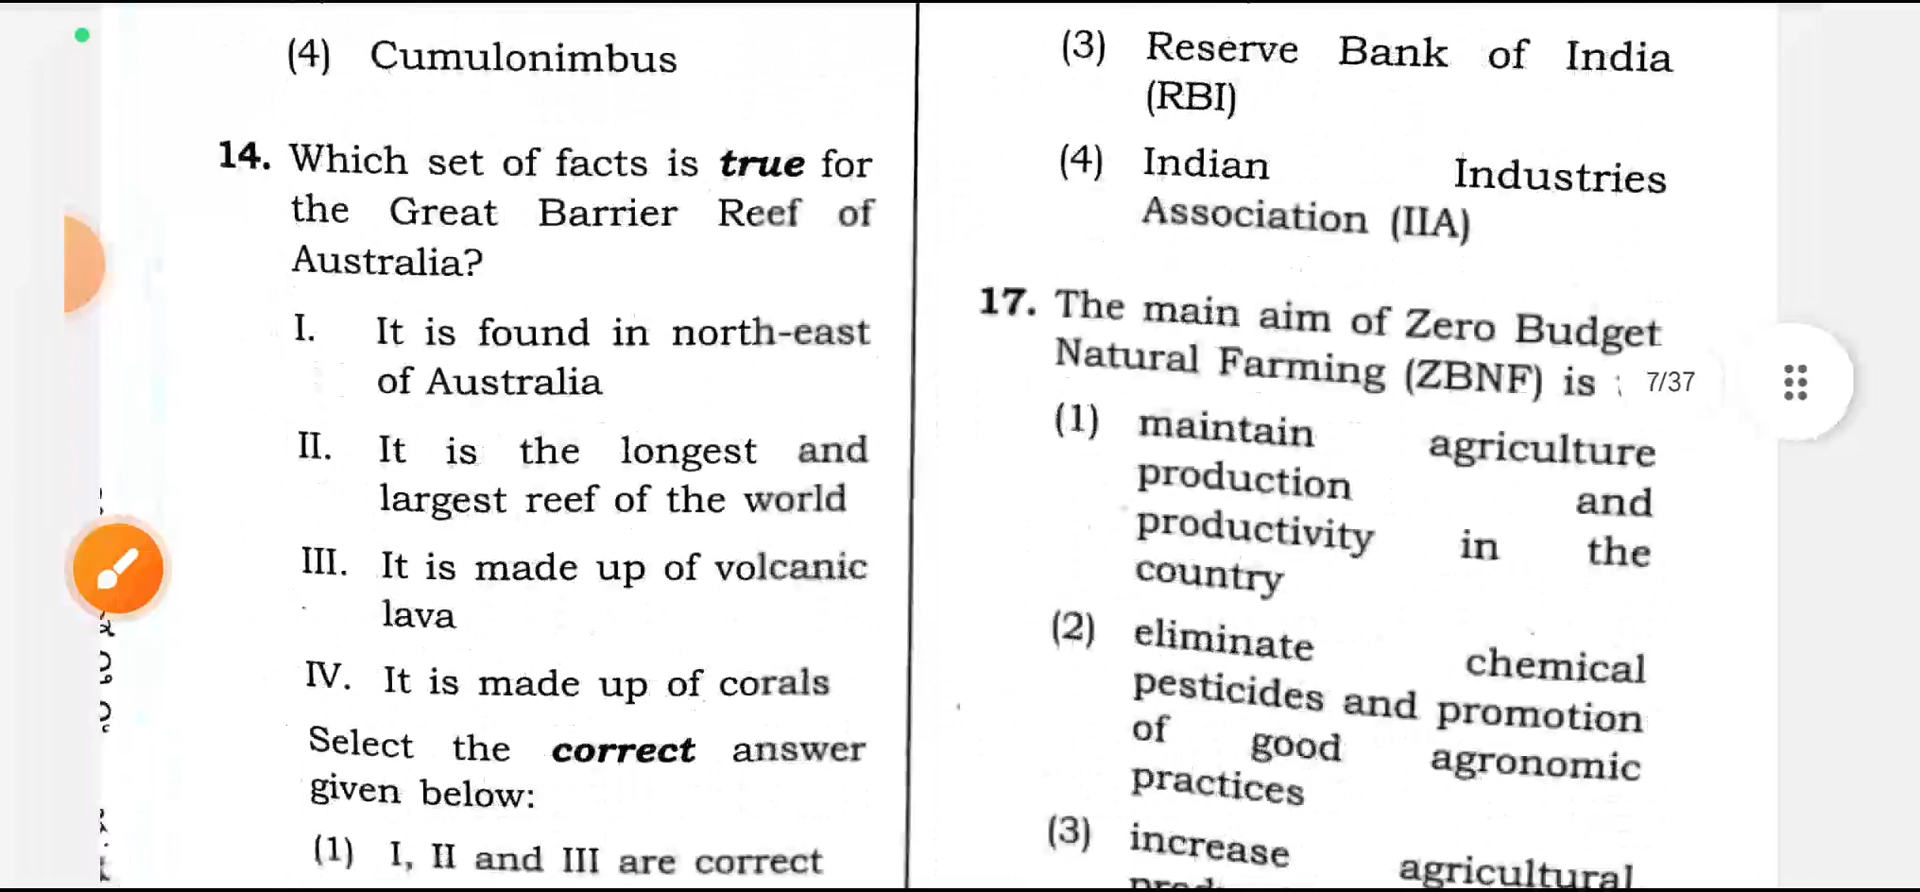 (4) Cumulonimbus
14. Which set of facts is true for
the Great Barrier Reef of
Australia?
I. It is found in north-east
of Australia
II. It is the longest and
largest reef of the world
III. It is made up of volcanic
lava
IV. It is made up of corals
Select the correct answer
given below:
(1) I, II and III are correct
(3) Reserve Bank of India
(RBI)
(4) Indian Industries
Association (IIA)
17. The main aim of Zero Budget
Natural Farming (ZBNF) is :
(1) maintain agriculture
production and
productivity in the
country
(2) eliminate chemical
pesticides and promotion
of good agronomic
practices
(3) increase agricultural
7/37